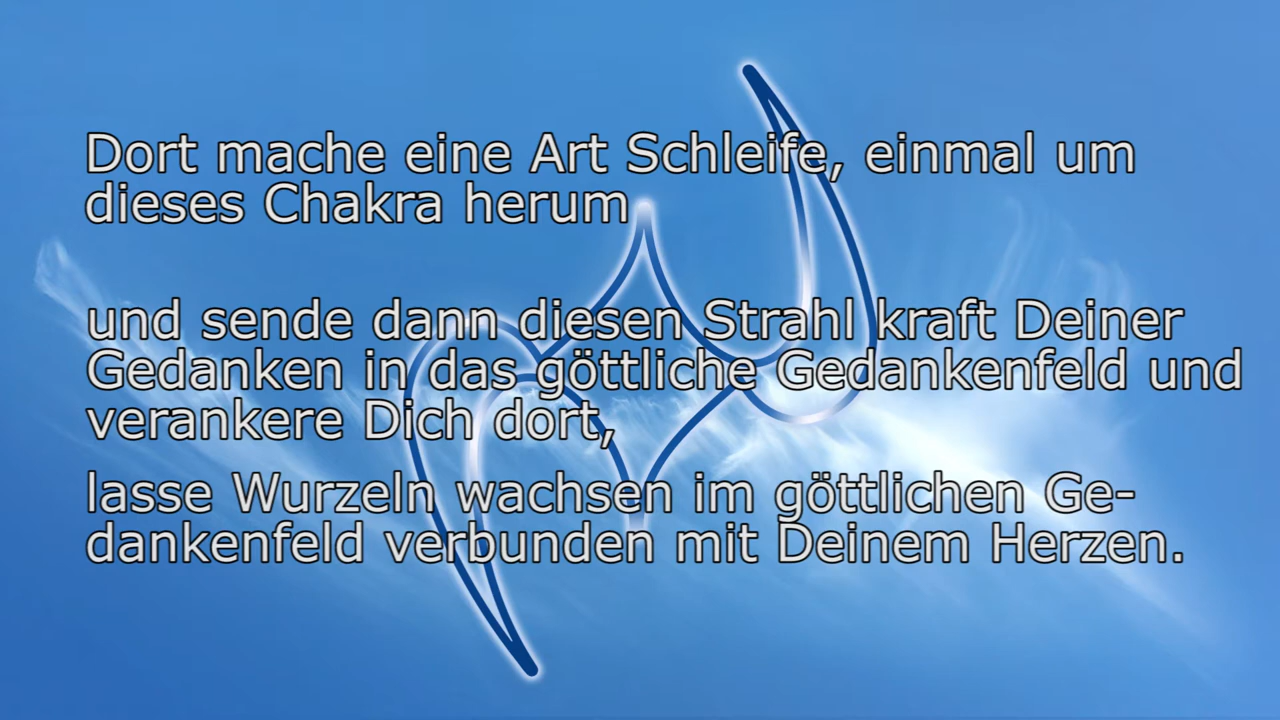 Dort mache eine Art Schleife, einmal um
dieses Chakra herum
und sende dann diesen Strahl kraft Deiner
Gedanken in das göttliche Gedankenfeld und
verankere Dich dort,
lasse Wurzeln wachsen im göttlichen Ge-
dankenfeld verbunden mit Deinem Herzen.